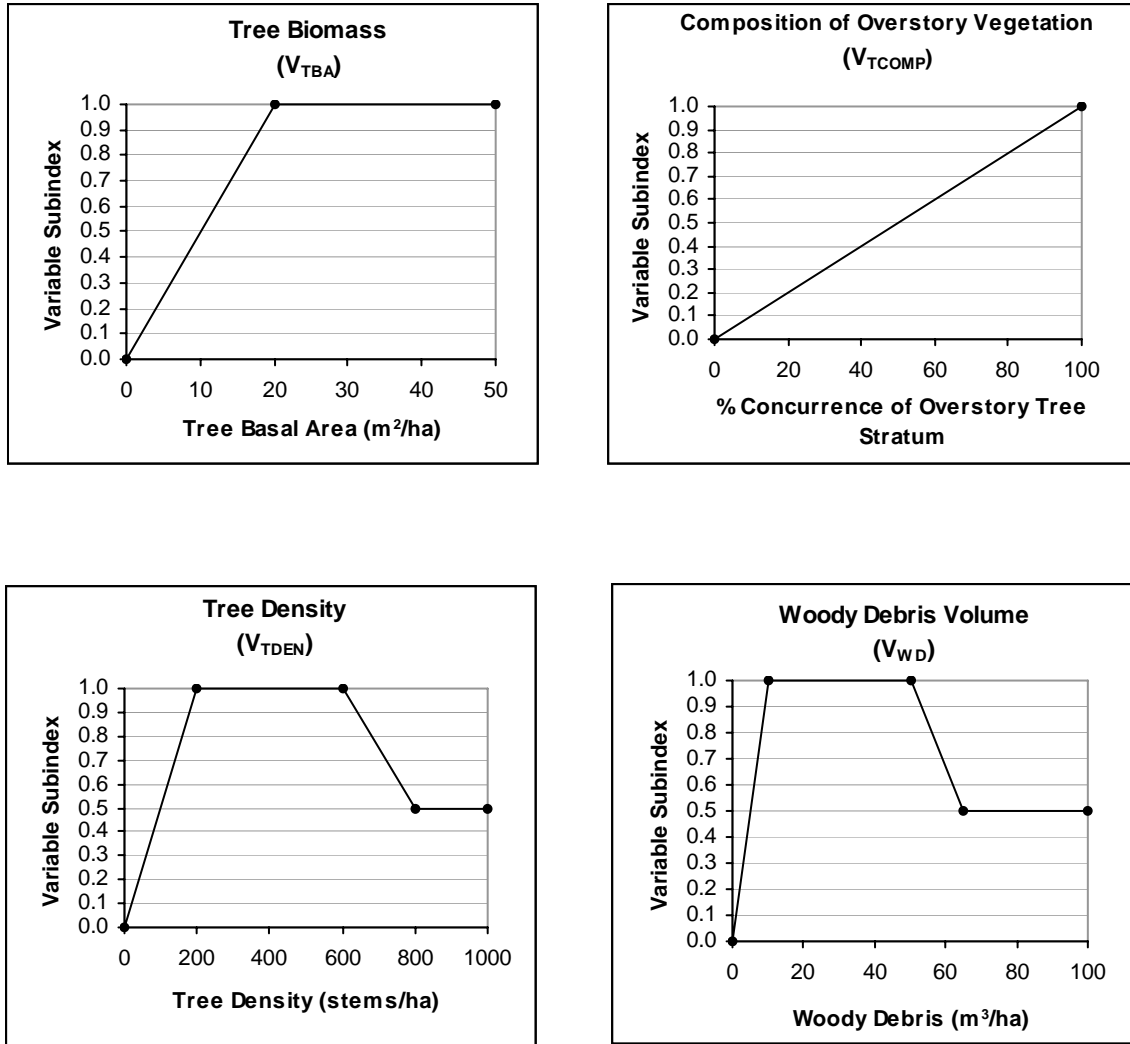 Tree Biomass
(VTBA)
1.0
0.9
0.8
0.7
0.6
0.5
0.4
0.3
0.2
0.1
0.0
Variable Subindex
0 10 20 30 40 50
Tree Basal Area (m²/ha)
Composition of Overstory Vegetation
(VTCOMP)
1.0
0.9
0.8
0.7
0.6
0.5
0.4
0.3
0.2
0.1
0.0
Variable Subindex
0 20 40 60 80 100
% Concurrence of Overstory Tree
Stratum
Tree Density
(VTDEN)
1.0
0.9
0.8
0.7
0.6
0.5
0.4
0.3
0.2
0.1
0.0
Variable Subindex
0 200 400 600 800 1000
Tree Density (stems/ha)
Woody Debris Volume
(VWD)
1.0
0.9
0.8
0.7
0.6
0.5
0.4
0.3
0.2
0.1
0.0
Variable Subindex
0 20 40 60 80 100
Woody Debris (m³/ha)